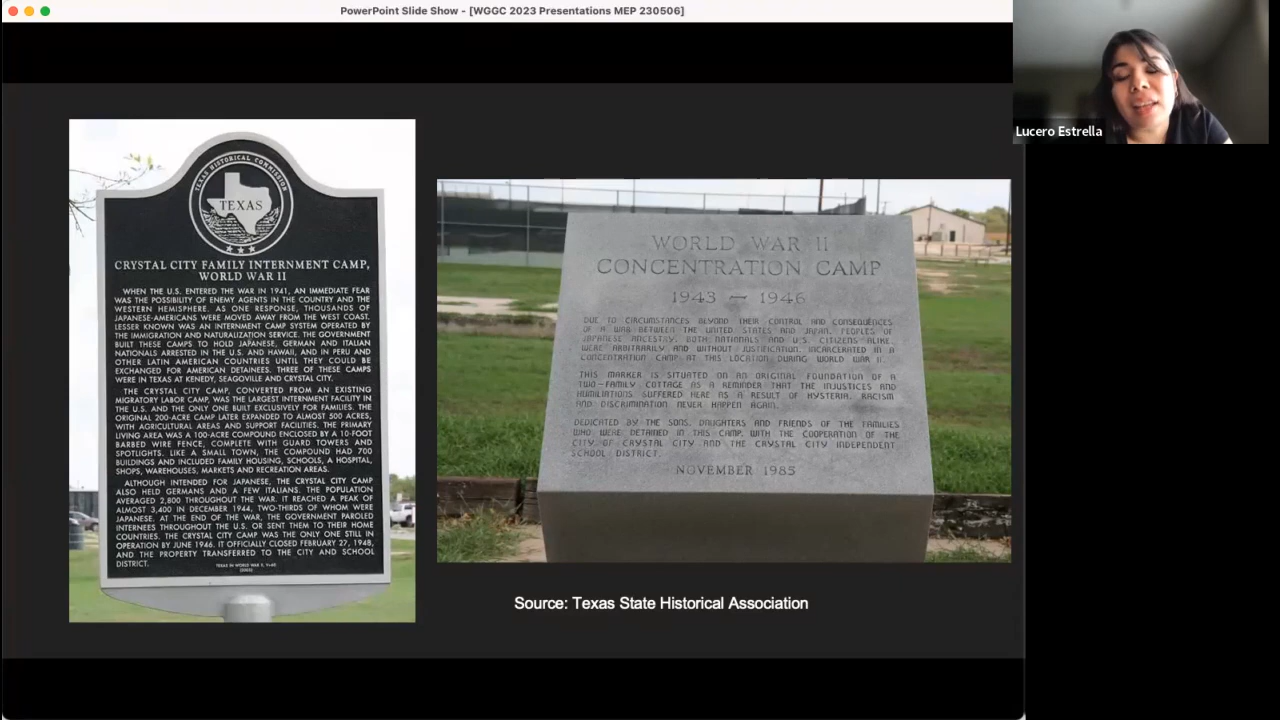 PowerPoint Slide Show - [WGGC 2023 Presentations MEP 230506]
Lucero Estrella
TEXAS HISTORICAL COMMISSION
TEXAS
CRYSTAL CITY FAMILY INTERNMENT CAMP,
WORLD WAR II
WHEN THE U.S. ENTERED THE WAR IN 1941, AN IMMEDIATE FEAR
WAS THE POSSIBILITY OF ENEMY AGENTS IN THE COUNTRY AND THE
WESTERN HEMISPHERE. AS ONE RESPONSE, THOUSANDS OF
JAPANESE-AMERICANS WERE MOVED AWAY FROM THE WEST COAST.
LESSER KNOWN WAS AN INTERNMENT CAMP SYSTEM OPERATED BY
THE IMMIGRATION AND NATURALIZATION SERVICE. THE GOVERNMENT
BUILT THESE CAMPS TO HOLD JAPANESE, GERMAN AND ITALIAN
NATIONALS ARRESTED IN THE U.S. AND HAWAII, AND IN PERU AND
OTHER LATIN AMERICAN COUNTRIES UNTIL THEY COULD BE
EXCHANGED FOR AMERICAN DETAINEES. THREE OF THESE CAMPS
WERE IN TEXAS AT KENEDY, SEAGOVILLE AND CRYSTAL CITY.
THE CRYSTAL CITY CAMP, CONVERTED FROM AN EXISTING
MIGRATORY LABOR CAMP, WAS THE LARGEST INTERNMENT FACILITY IN
THE U.S. AND THE ONLY ONE BUILT EXCLUSIVELY FOR FAMILIES. THE
ORIGINAL 200-ACRE CAMP LATER EXPANDED TO ALMOST 500 ACRES,
WITH AGRICULTURAL AREAS AND SUPPORT FACILITIES. THE PRIMARY
LIVING AREA WAS A 100-ACRE COMPOUND ENCLOSED BY A 10-FOOT
BARBED WIRE FENCE, COMPLETE WITH GUARD TOWERS AND
SPOTLIGHTS. LIKE A SMALL TOWN, THE COMPOUND HAD 700
BUILDINGS AND INCLUDED FAMILY HOUSING, SCHOOLS, A HOSPITAL,
SHOPS, WAREHOUSES, MARKETS AND RECREATION AREAS.
ALTHOUGH INTENDED FOR JAPANESE, THE CRYSTAL CITY CAMP
ALSO HELD GERMANS AND A FEW ITALIANS. THE POPULATION
AVERAGED 2,800 THROUGHOUT THE WAR. IT REACHED A PEAK OF
ALMOST 3,400 IN DECEMBER 1944, TWO-THIRDS OF WHOM WERE
JAPANESE. AT THE END OF THE WAR, THE GOVERNMENT PAROLED
INTERNEES THROUGHOUT THE U.S. OR SENT THEM TO THEIR HOME
COUNTRIES. THE CRYSTAL CITY CAMP WAS THE ONLY ONE STILL IN
OPERATION BY JUNE 1946. IT OFFICIALLY CLOSED FEBRUARY 27, 1948,
AND THE PROPERTY TRANSFERRED TO THE CITY AND SCHOOL
DISTRICT.
TEXAS IN WORLD WAR II
WORLD WAR II
CONCENTRATION CAMP
1943 — 1946
DUE TO CIRCUMSTANCES BEYOND THEIR CONTROL AND CONSEQUENCES
OF A WAR BETWEEN THE UNITED STATES AND JAPAN, PEOPLES OF
JAPANESE ANCESTRY, BOTH NATIONALS AND U.S. CITIZENS ALIKE,
WERE ARBITRARILY AND WITHOUT JUSTIFICATION, INCARCERATED IN A
CONCENTRATION CAMP AT THIS LOCATION DURING WORLD WAR II.
THIS MARKER IS SITUATED ON AN ORIGINAL FOUNDATION OF A
TWO-FAMILY COTTAGE AS A REMINDER THAT THE INJUSTICES AND
HUMILIATIONS SUFFERED HERE AS A RESULT OF HYSTERIA, RACISM
AND DISCRIMINATION NEVER HAPPEN AGAIN.
DEDICATED BY THE SONS, DAUGHTERS AND FRIENDS OF THE FAMILIES
WHO WERE DETAINED IN THIS CAMP, WITH THE COOPERATION OF THE
CITY OF CRYSTAL CITY AND THE CRYSTAL CITY INDEPENDENT
SCHOOL DISTRICT.
NOVEMBER 1985
Source: Texas State Historical Association